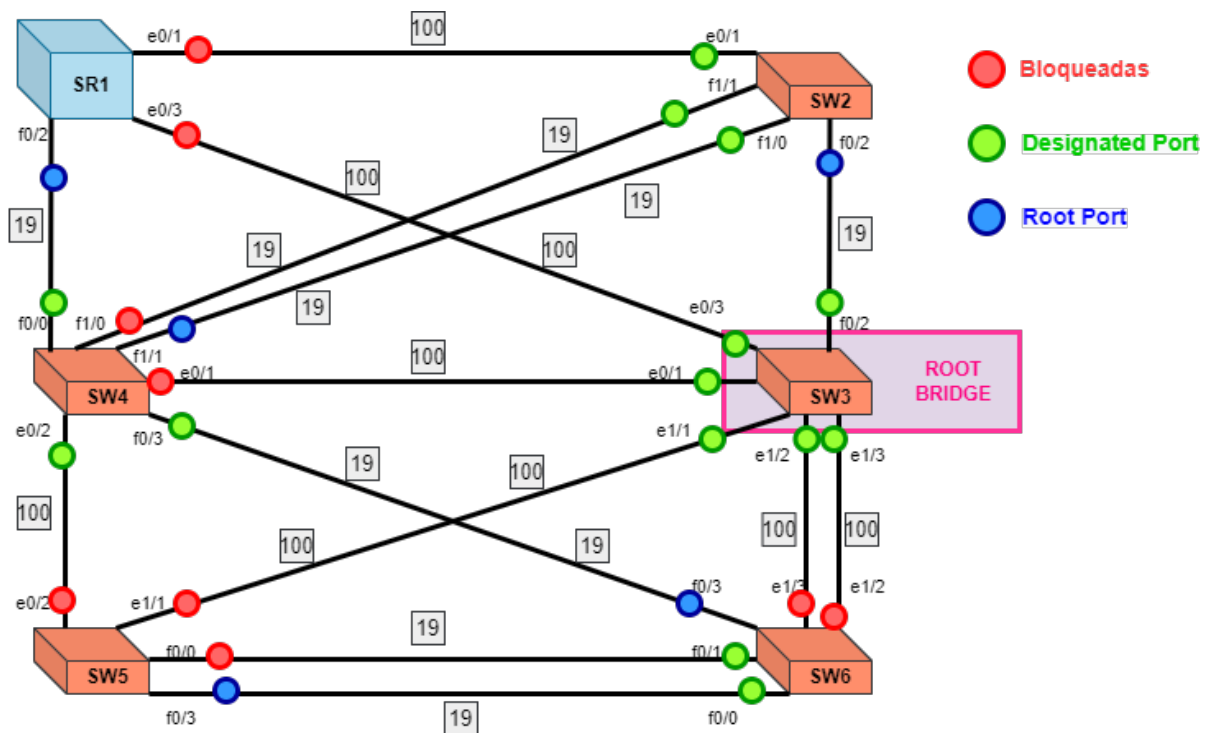 e0/1
100
e0/1
SR1
Bloqueadas
SW2
f1/1
e0/3
f0/2
19
f1/0
f0/2
Designated Port
100
19
Root Port
19
19
19
100
19
e0/3
f0/0
f1/0
f0/2
f1/1
e0/1
100
e0/1
ROOT
BRIDGE
SW4
SW3
e0/2
f0/3
e1/1
e1/2
e1/3
19
100
100
100
100
100
19
e0/2
e1/1
f0/3
e1/3
e1/2
19
f0/0
f0/1
SW5
SW6
f0/3
19
f0/0